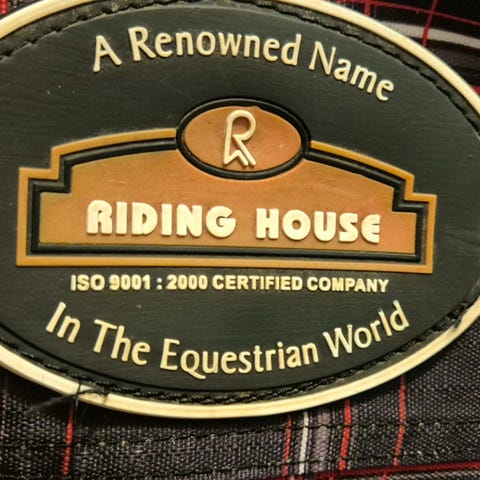 A Renowned Name
R
RIDING HOUSE
ISO 9001 : 2000 CERTIFIED COMPANY
In The Equestrian World